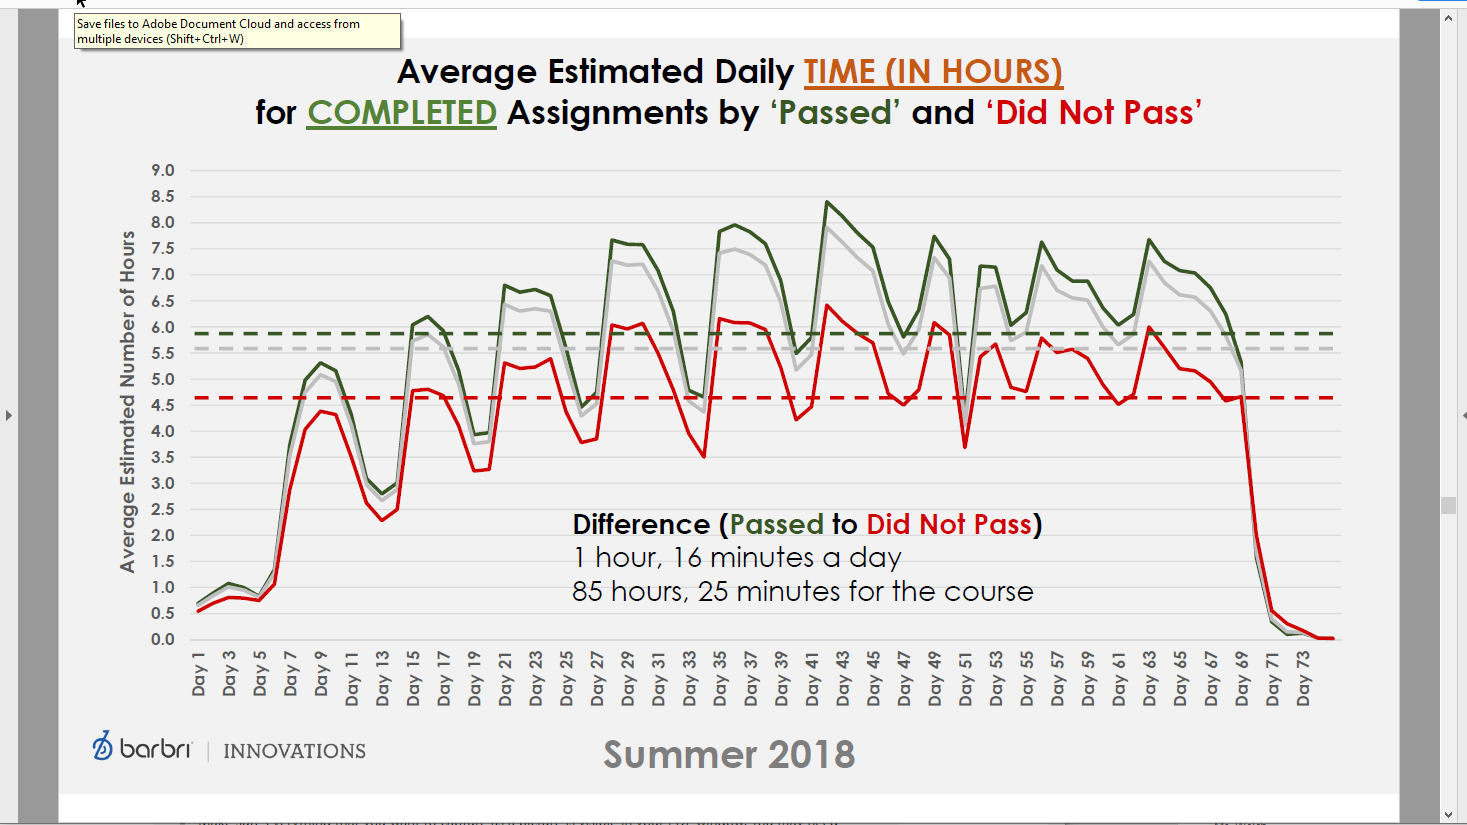 Save files to Adobe Document Cloud and access from
multiple devices (Shift+Ctrl+W)
Average Estimated Daily TIME (IN HOURS)
for COMPLETED Assignments by ‘Passed’ and ‘Did Not Pass’
Average Estimated Number of Hours
9.0
8.5
8.0
7.5
7.0
6.5
6.0
5.5
5.0
4.5
4.0
3.5
3.0
2.5
2.0
1.5
1.0
0.5
0.0
Difference (Passed to Did Not Pass)
1 hour, 16 minutes a day
85 hours, 25 minutes for the course
Day 1
Day 3
Day 5
Day 7
Day 9
Day 11
Day 13
Day 15
Day 17
Day 19
Day 21
Day 23
Day 25
Day 27
Day 29
Day 31
Day 33
Day 35
Day 37
Day 39
Day 41
Day 43
Day 45
Day 47
Day 49
Day 51
Day 53
Day 55
Day 57
Day 59
Day 61
Day 63
Day 65
Day 67
Day 69
Day 71
Day 73
barbri | INNOVATIONS
Summer 2018